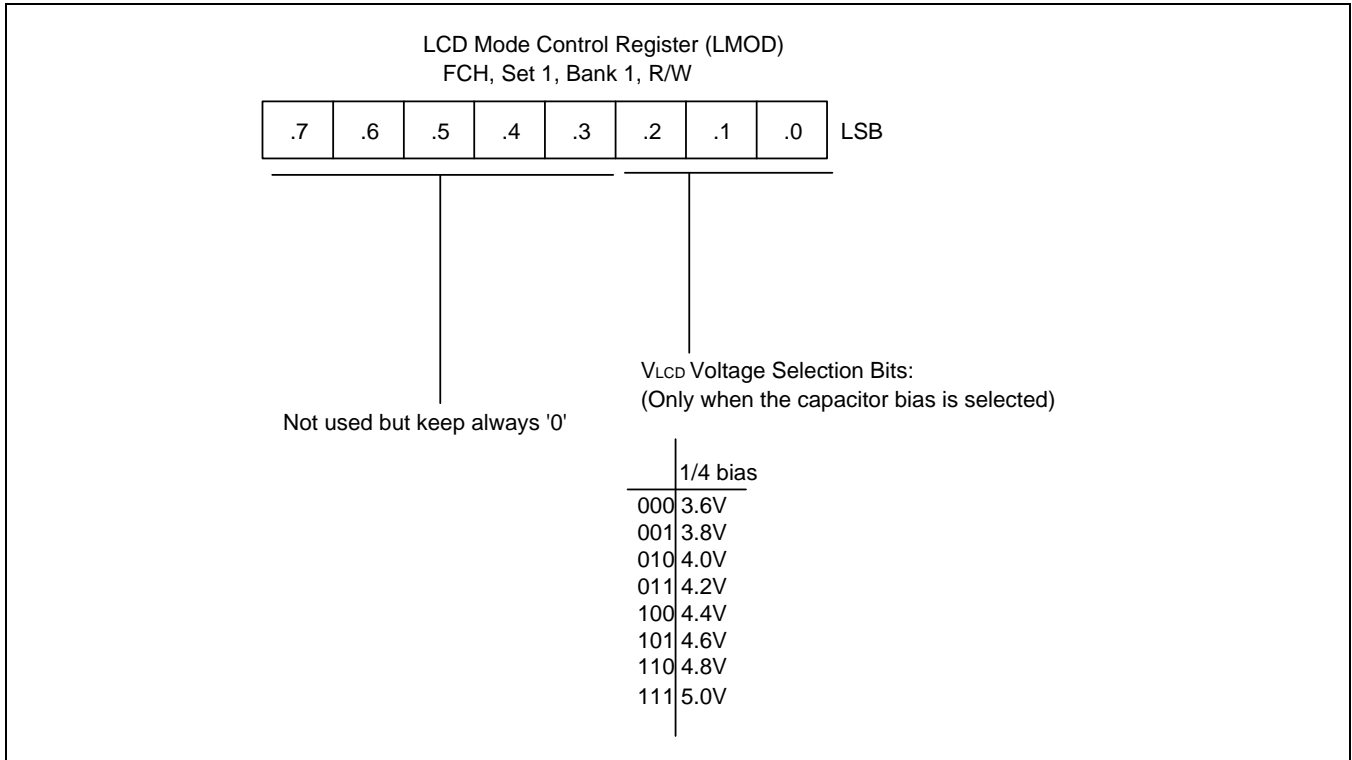 LCD Mode Control Register (LMOD)
FCH, Set 1, Bank 1, R/W
.7 .6 .5 .4 .3 .2 .1 .0 LSB
VLCD Voltage Selection Bits:
(Only when the capacitor bias is selected)
Not used but keep always '0'
1/4 bias
000 3.6V
001 3.8V
010 4.0V
011 4.2V
100 4.4V
101 4.6V
110 4.8V
111 5.0V